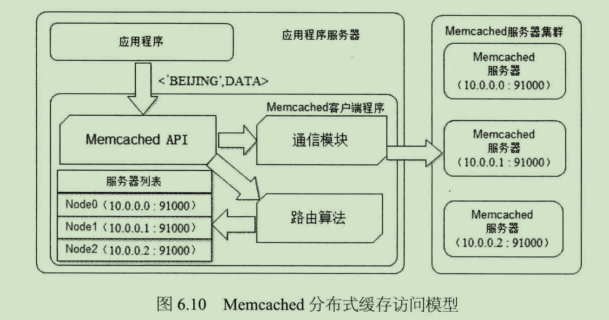 应用程序
应用程序服务器
<'BEIJING',DATA>
Memcached客户端程序
Memcached API
通信模块
服务器列表
Node0（10.0.0.0：91000）
Node1（10.0.0.1：91000）
Node2（10.0.0.2：91000）
路由算法
Memcached服务器集群
Memcached
服务器
（10.0.0.0：91000）
Memcached
服务器
（10.0.0.1：91000）
Memcached
服务器
（10.0.0.2：91000）
图 6.10 Memcached 分布式缓存访问模型